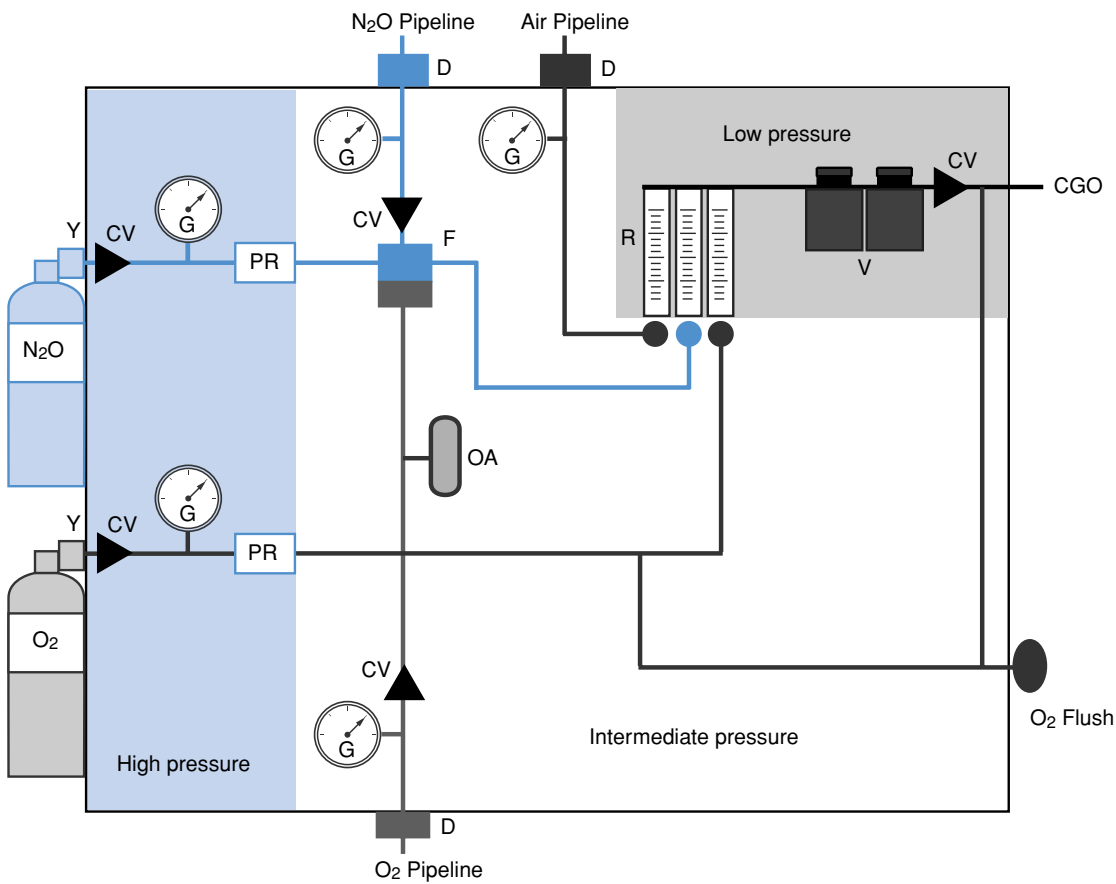 N₂O Pipeline
Air Pipeline
D
D
Low pressure
G
G
CV
CGO
G
Y
CV
CV
F
R
PR
V
N₂O
OA
G
Y
CV
PR
O₂
CV
O₂ Flush
G
Intermediate pressure
High pressure
D
O₂ Pipeline